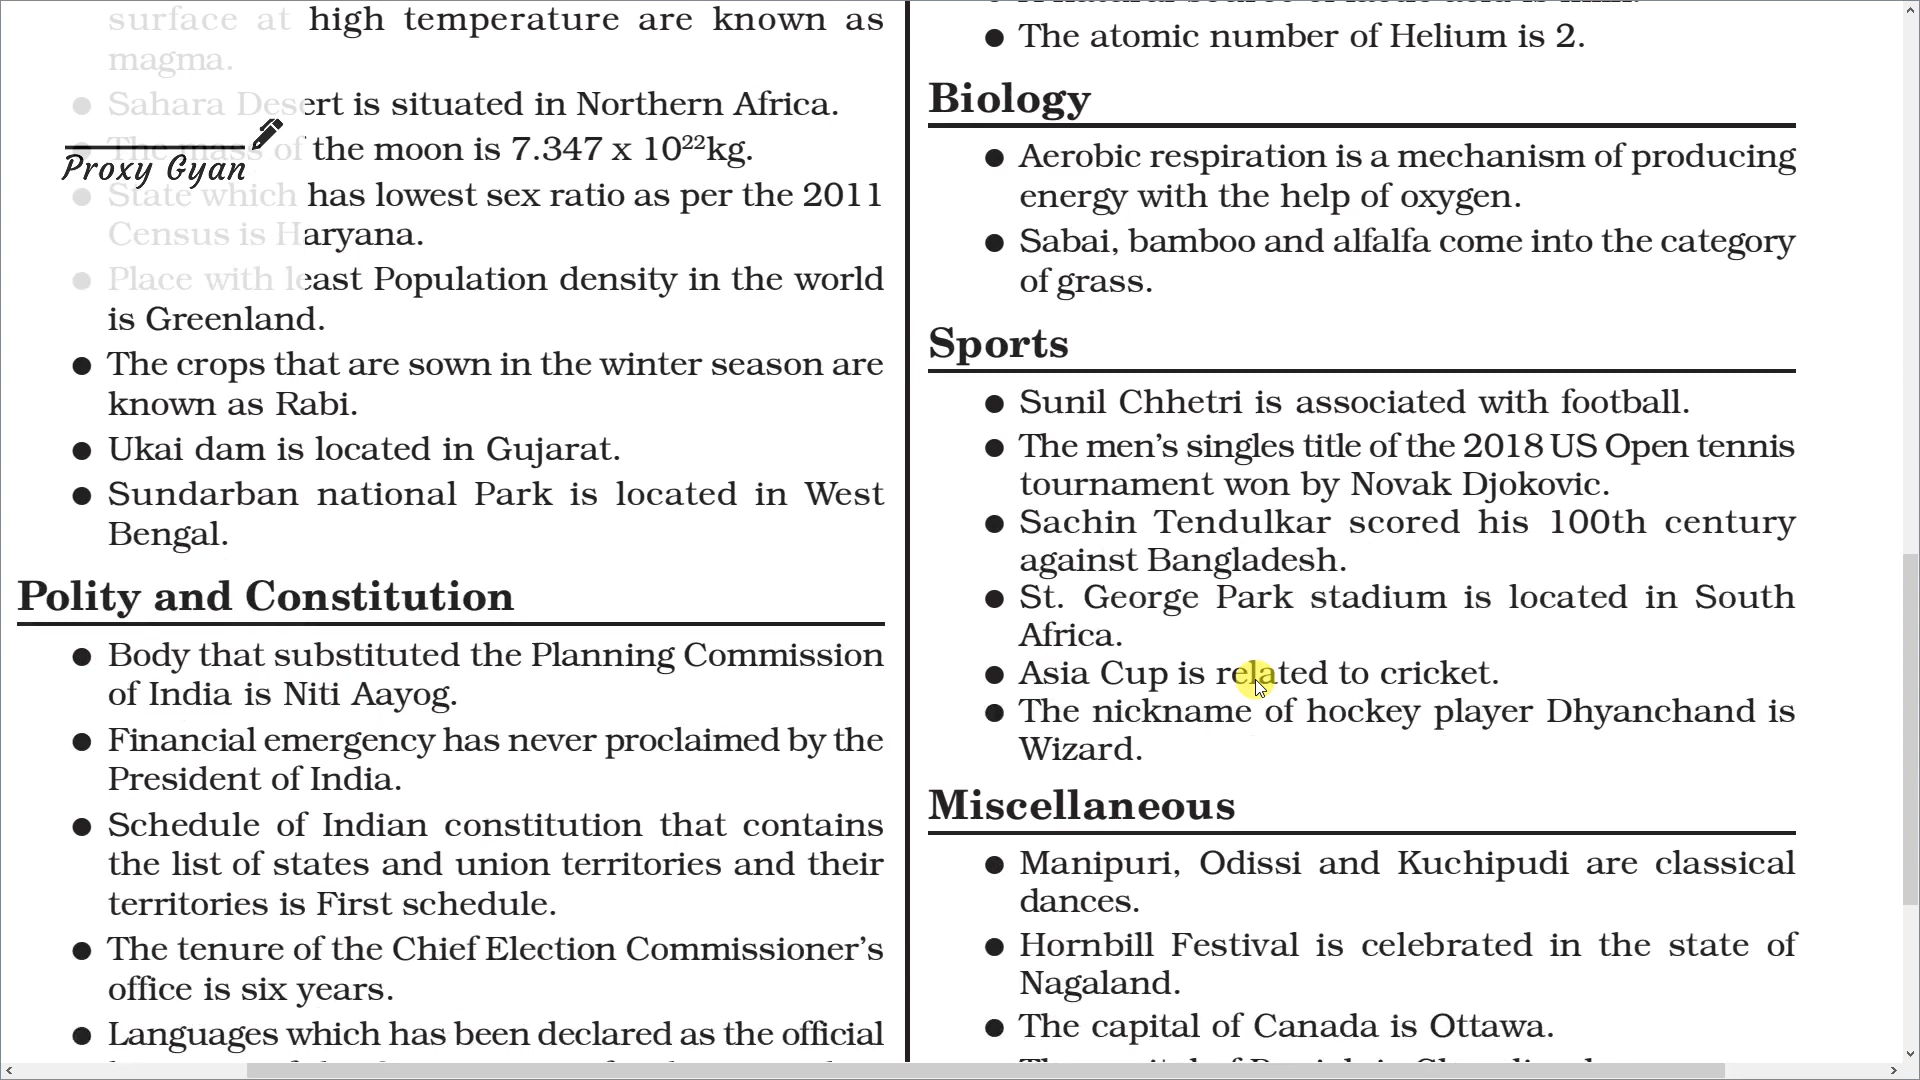 surface at high temperature are known as
magma.
● Sahara Desert is situated in Northern Africa.
● The mass of the moon is 7.347 x 10²²kg.
Proxy Gyan
● State which has lowest sex ratio as per the 2011
Census is Haryana.
● Place with least Population density in the world
is Greenland.
● The crops that are sown in the winter season are
known as Rabi.
● Ukai dam is located in Gujarat.
● Sundarban national Park is located in West
Bengal.
Polity and Constitution
● Body that substituted the Planning Commission
of India is Niti Aayog.
● Financial emergency has never proclaimed by the
President of India.
● Schedule of Indian constitution that contains
the list of states and union territories and their
territories is First schedule.
● The tenure of the Chief Election Commissioner's
office is six years.
● Languages which has been declared as the official
● The atomic number of Helium is 2.
Biology
● Aerobic respiration is a mechanism of producing
energy with the help of oxygen.
● Sabai, bamboo and alfalfa come into the category
of grass.
Sports
● Sunil Chhetri is associated with football.
● The men's singles title of the 2018 US Open tennis
tournament won by Novak Djokovic.
● Sachin Tendulkar scored his 100th century
against Bangladesh.
● St. George Park stadium is located in South
Africa.
● Asia Cup is related to cricket.
● The nickname of hockey player Dhyanchand is
Wizard.
Miscellaneous
● Manipuri, Odissi and Kuchipudi are classical
dances.
● Hornbill Festival is celebrated in the state of
Nagaland.
● The capital of Canada is Ottawa.